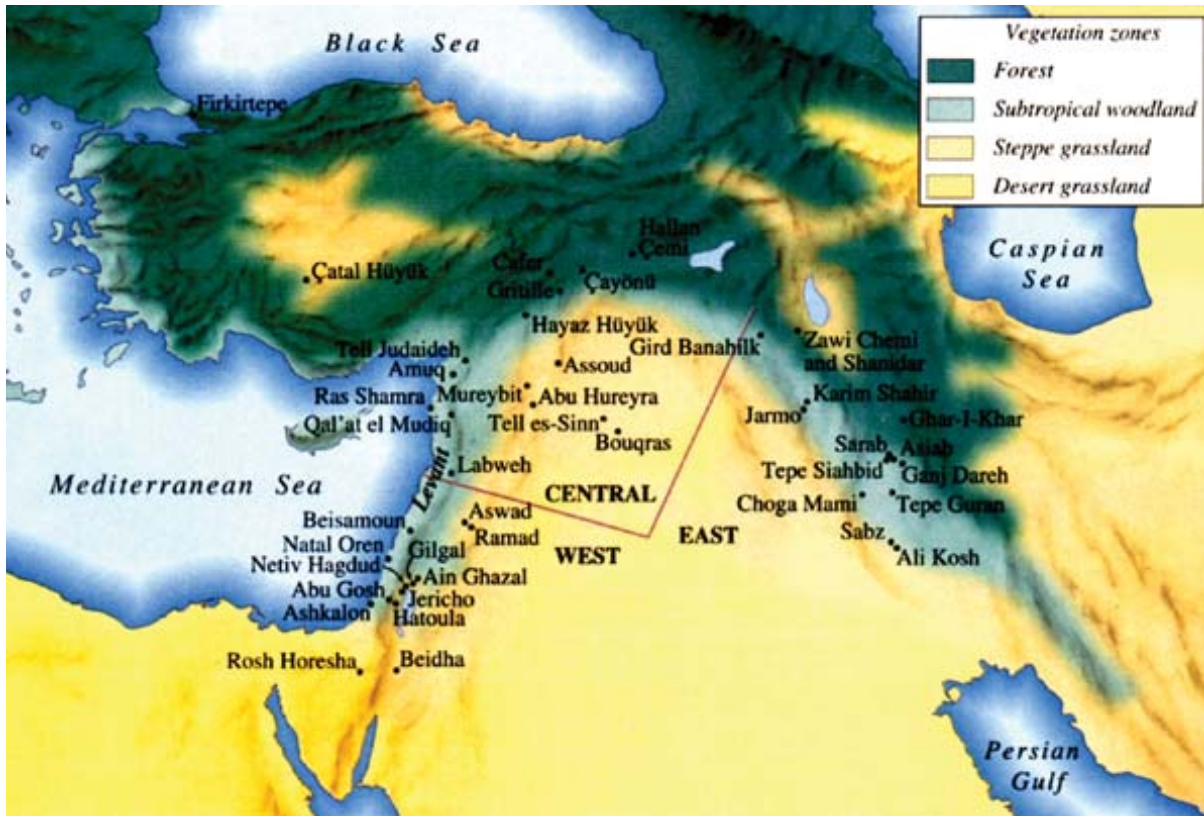 Black Sea
Vegetation zones
Forest
Subtropical woodland
Steppe grassland
Desert grassland
Firkirtepe
Caspian
Sea
Hallan
Çemi
Cafer
Çayönü
Gritille
Çatal Hüyük
Hayaz Hüyük
Gird Banahilk
Zawi Chemi
and Shanidar
Tell Judaideh
Amuq
Assoud
Ras Shamra
Mureybit
Abu Hureyra
Karim Shahir
Qal'at el Mudiq
Tell es-Sinn
Bouqras
Jarmo
Ghar-I-Khar
Sarab
Asiab
Labweh
Tepe Siahbid
Ganj Dareh
Mediterranean Sea
Levant
CENTRAL
Choga Mami
Tepe Guran
Aswad
Ramad
EAST
Sabz
Beisamoun
WEST
Ali Kosh
Natal Oren
Gilgal
Netiv Hagdud
Ain Ghazal
Abu Gosh
Jericho
Ashkalon
Hatoula
Rosh Horesha
Beidha
Persian
Gulf